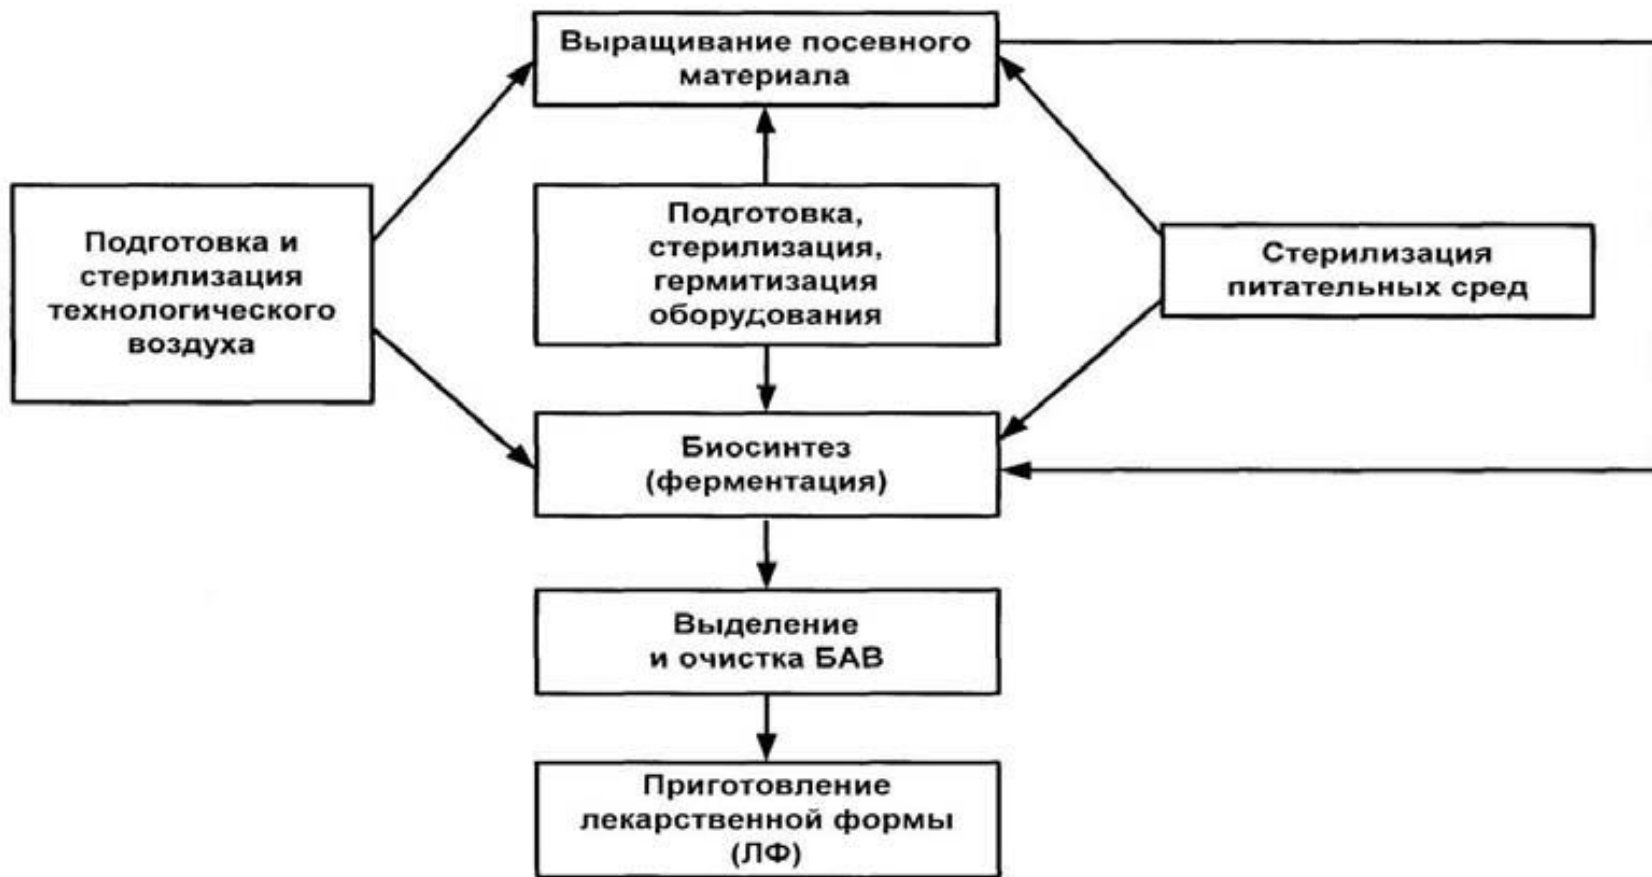 Выращивание посевного
материала
Подготовка и
стерилизация
технологического
воздуха
Подготовка,
стерилизация,
гермитизация
оборудования
Стерилизация
питательных сред
Биосинтез
(ферментация)
Выделение
и очистка БАВ
Приготовление
лекарственной формы
(ЛФ)